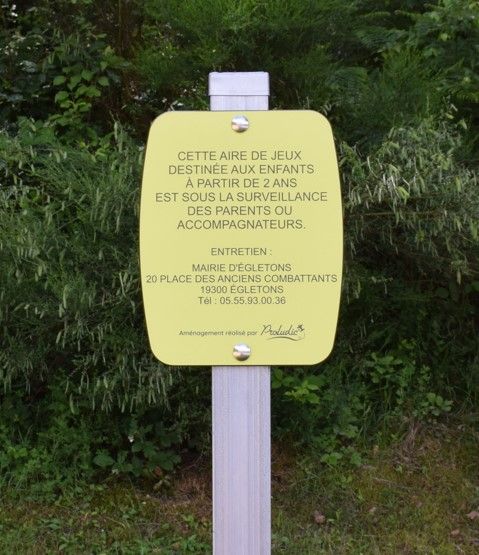 CETTE AIRE DE JEUX
DESTINÉE AUX ENFANTS
À PARTIR DE 2 ANS
EST SOUS LA SURVEILLANCE
DES PARENTS OU
ACCOMPAGNATEURS.
ENTRETIEN :
MAIRIE D'ÉGLETONS
20 PLACE DES ANCIENS COMBATTANTS
19300 ÉGLETONS
Tél : 05.55.93.00.36
Aménagement réalisé par Proludic